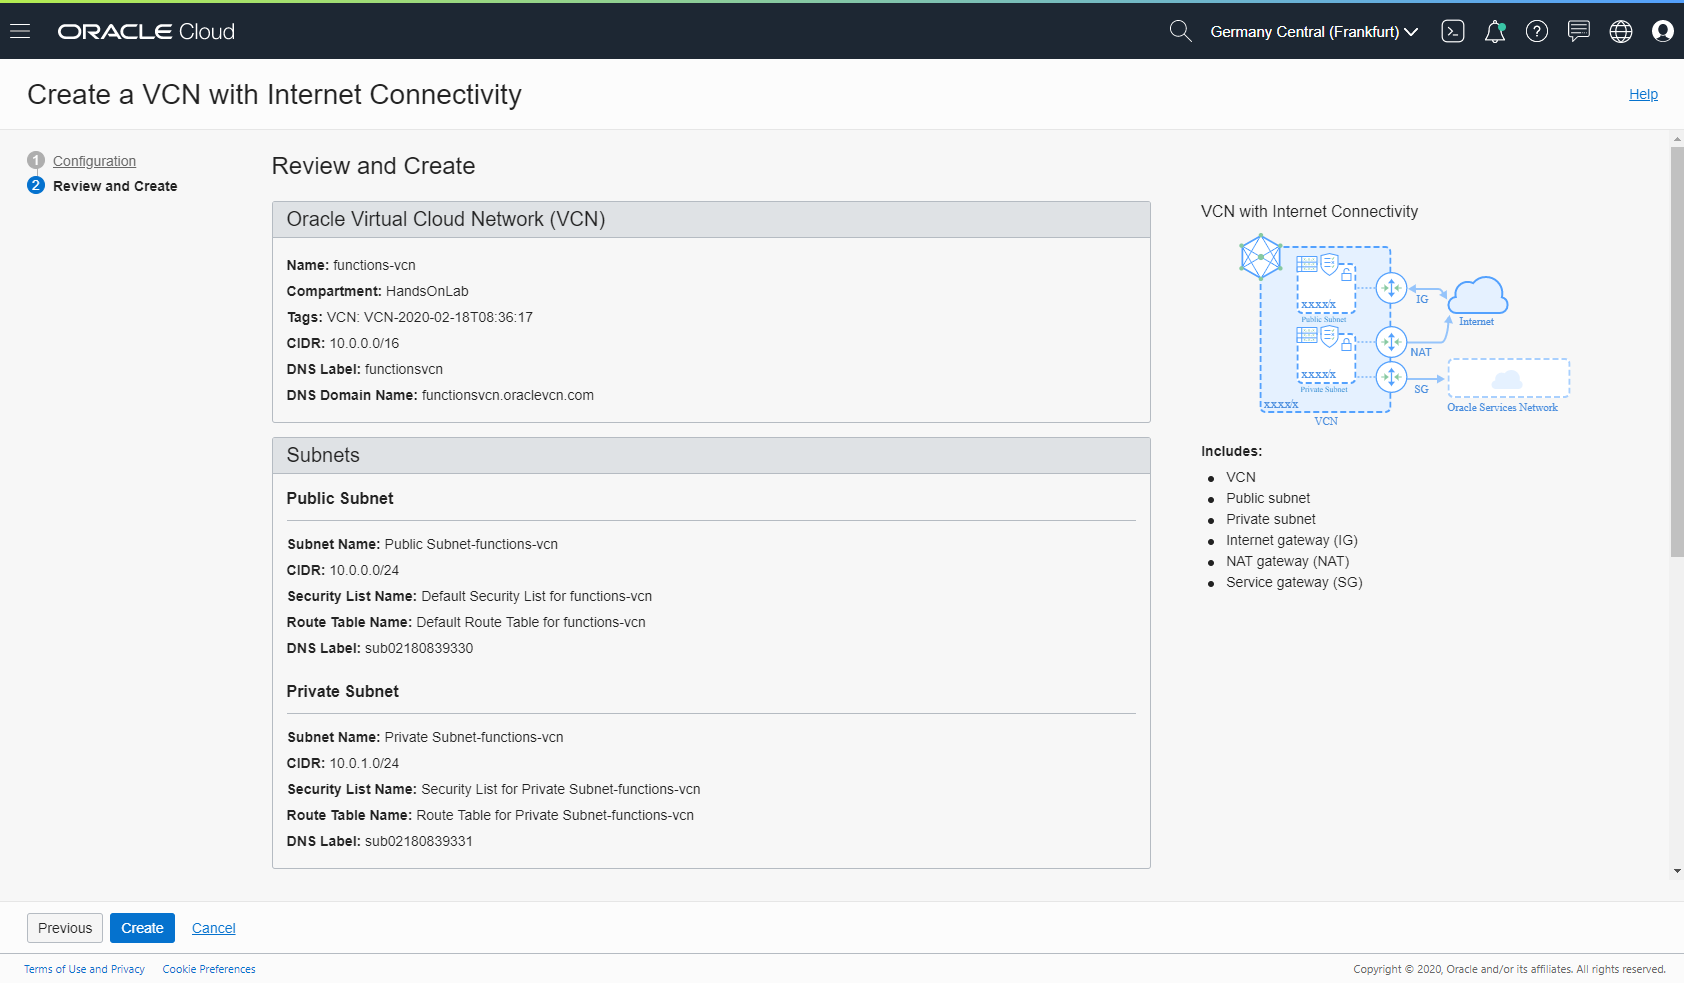 ORACLE Cloud
Germany Central (Frankfurt)
Create a VCN with Internet Connectivity
Help
1 Configuration
2 Review and Create
Review and Create
Oracle Virtual Cloud Network (VCN)
Name: functions-vcn
Compartment: HandsOnLab
Tags: VCN: VCN-2020-02-18T08:36:17
CIDR: 10.0.0.0/16
DNS Label: functionsvcn
DNS Domain Name: functionsvcn.oraclevcn.com
Subnets
Public Subnet
Subnet Name: Public Subnet-functions-vcn
CIDR: 10.0.0.0/24
Security List Name: Default Security List for functions-vcn
Route Table Name: Default Route Table for functions-vcn
DNS Label: sub02180839330
Private Subnet
Subnet Name: Private Subnet-functions-vcn
CIDR: 10.0.1.0/24
Security List Name: Security List for Private Subnet-functions-vcn
Route Table Name: Route Table for Private Subnet-functions-vcn
DNS Label: sub02180839331
VCN with Internet Connectivity
xxxx/x
Public Subnet
IG
Internet
xxxx/x
Private Subnet
NAT
SG
Oracle Services Network
xxxx/x
VCN
Includes:
VCN
Public subnet
Private subnet
Internet gateway (IG)
NAT gateway (NAT)
Service gateway (SG)
Previous
Create
Cancel
Terms of Use and Privacy
Cookie Preferences
Copyright © 2020, Oracle and/or its affiliates. All rights reserved.